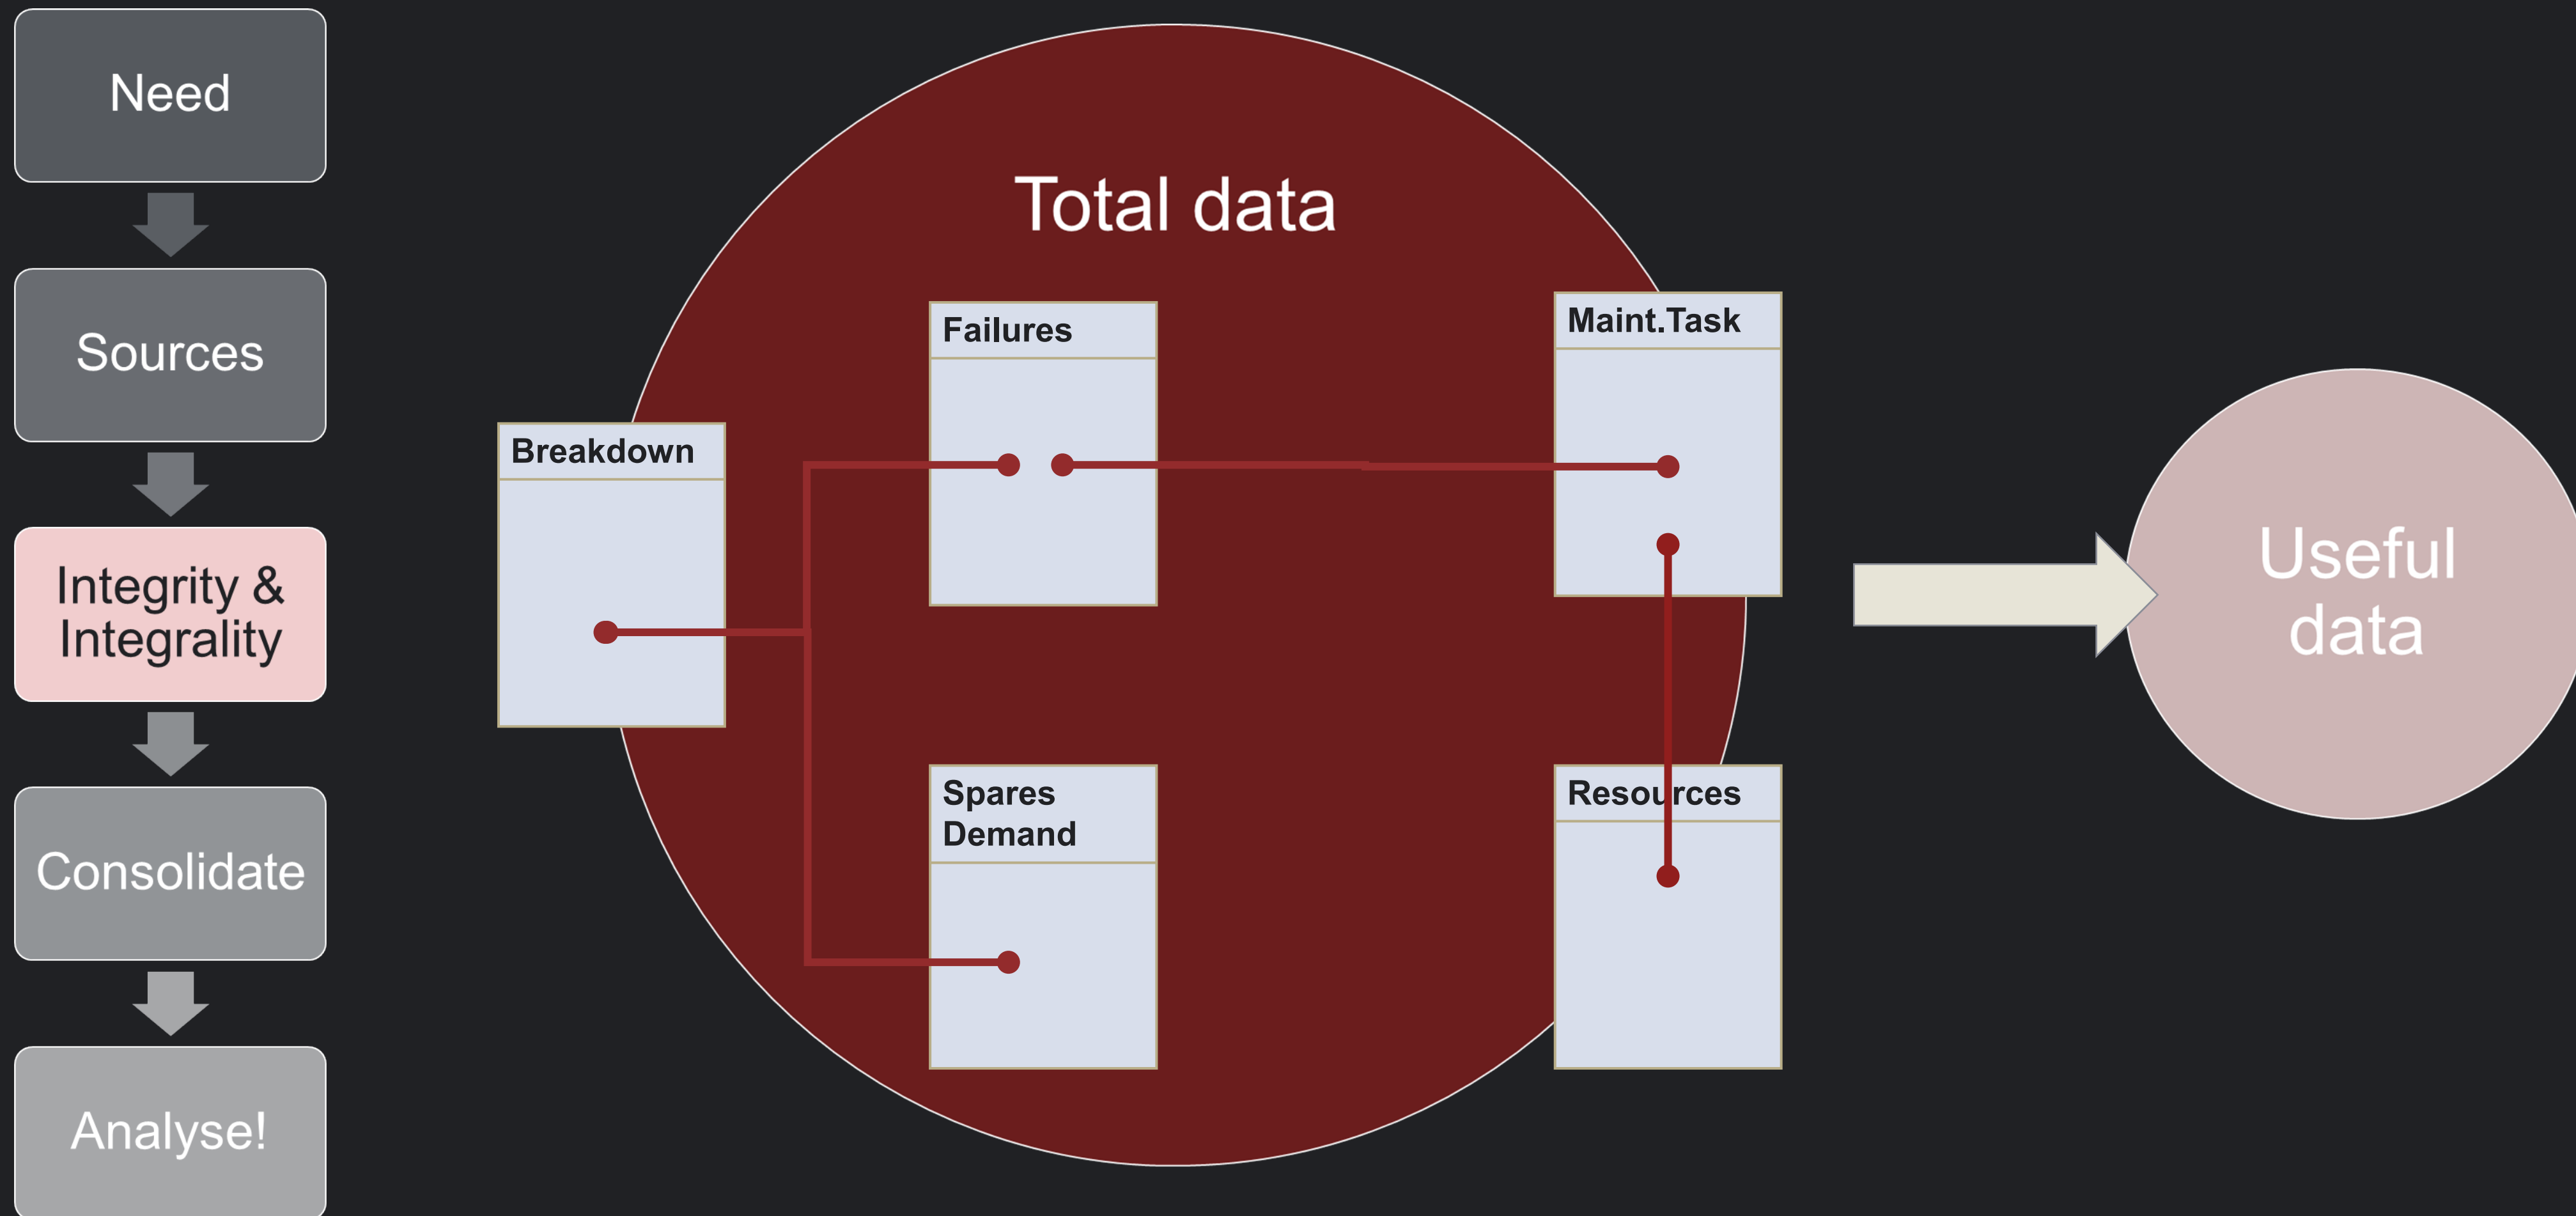 Need
Sources
Integrity &
Integrality
Consolidate
Analyse!
Total data
Failures
Maint.Task
Breakdown
Spares
Demand
Resources
Useful
data